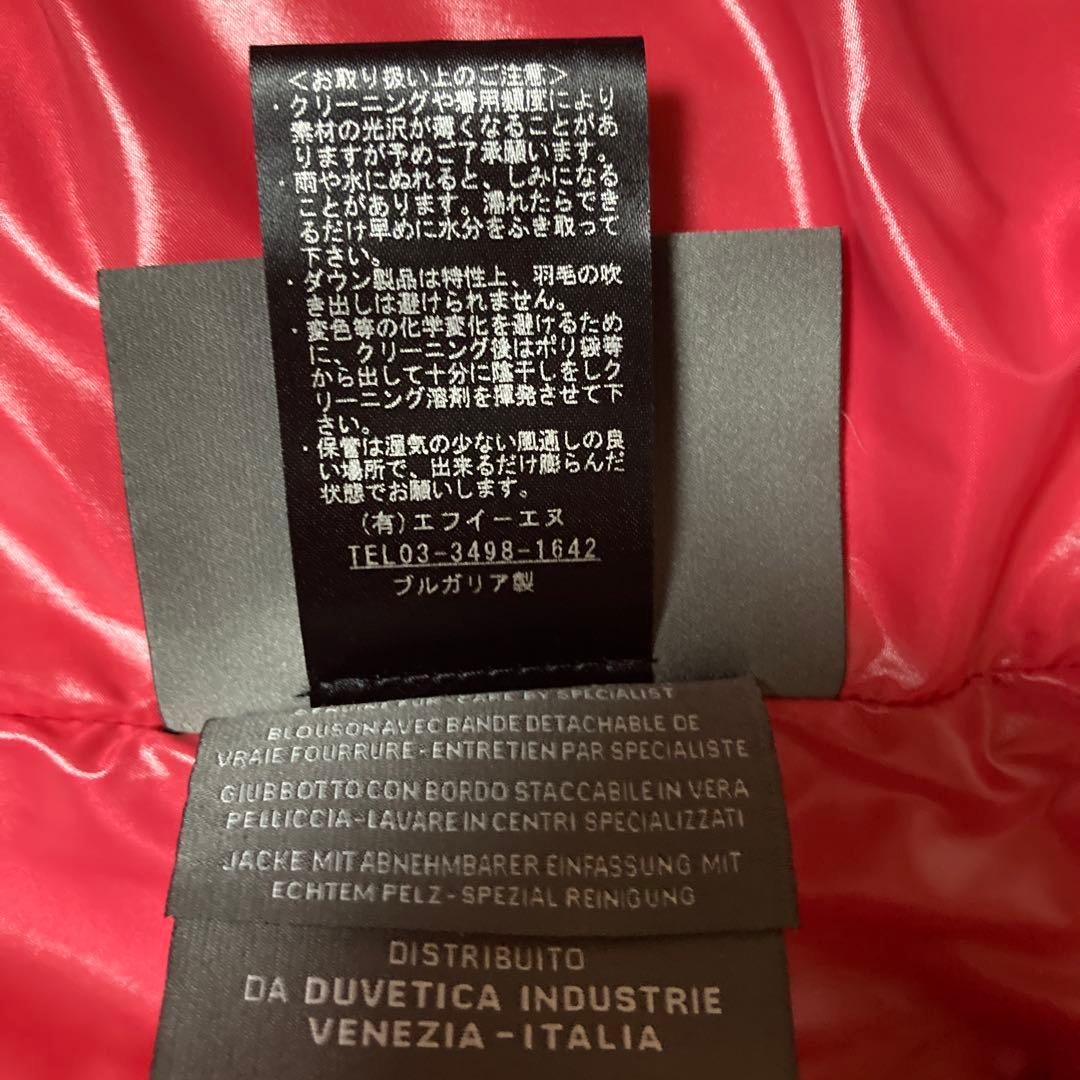 <お取り扱い上のご注意>
・クリーニングや着用頻度により
素材の光沢が薄くなることがあ
りますが予めご了承願います。
・雨や水にぬれると、しみになる
ことがあります。濡れたらでき
るだけ早めに水分をふき取って
下さい。
・ダウン製品は特性上、羽毛の吹
き出しは避けられません。
・変色等の化学変化を避けるため
に、クリーニング後はポリ袋等
から出して十分に陰干しをしク
リーニング溶剤を揮発させて下
さい。
・保管は湿気の少ない風通しの良
い場所で、出来るだけ膨らんだ
状態でお願いします。
(有)エフイーエヌ
TEL03-3498-1642
ブルガリア製
BY SPECIALIST
BLOUSON AVEC BANDE DETACHABLE DE
VRAIE FOURRURE - ENTRETIEN PAR SPECIALISTE
GIUBBOTTO CON BORDO STACCABILE IN VERA
PELLICCIA - LAVARE IN CENTRI SPECIALIZZATI
JACKE MIT ABNEHMBARER EINFASSUNG MIT
ECHTEM PELZ - SPEZIAL REINIGUNG
DISTRIBUITO
DA DUVETICA INDUSTRIE
VENEZIA - ITALIA